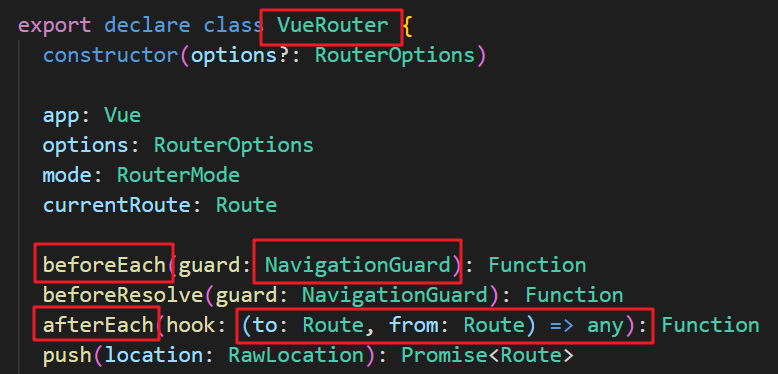 export declare class VueRouter {
constructor(options?: RouterOptions)
app: Vue
options: RouterOptions
mode: RouterMode
currentRoute: Route
beforeEach(guard: NavigationGuard): Function
beforeResolve(guard: NavigationGuard): Function
afterEach(hook: (to: Route, from: Route) => any): Function
push(location: RawLocation): Promise<Route>